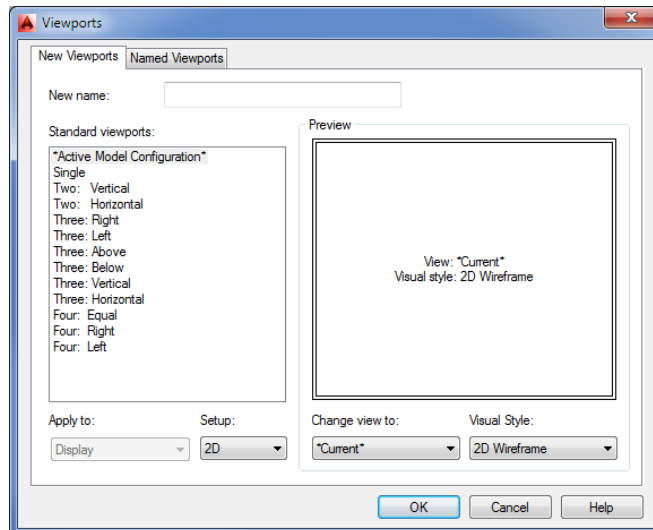 Viewports
New Viewports Named Viewports
New name:
Standard viewports:
*Active Model Configuration*
Single
Two: Vertical
Two: Horizontal
Three: Right
Three: Left
Three: Above
Three: Below
Three: Vertical
Three: Horizontal
Four: Equal
Four: Right
Four: Left
Preview
View: *Current*
Visual style: 2D Wireframe
Apply to: Setup: Change view to: Visual Style:
Display 2D *Current* 2D Wireframe
OK Cancel Help